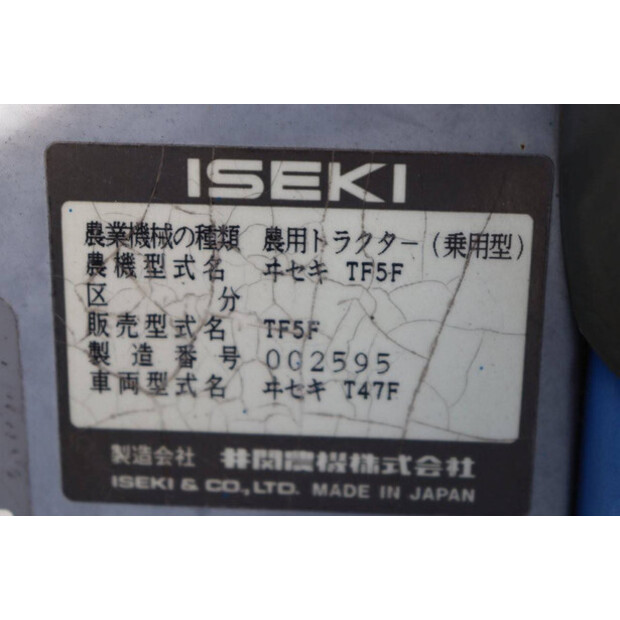 ISEKI
農業機械の種類 農用トラクター(乗用型)
農機型式名 ヰセキ TF5F
区分
販売型式名 TF5F
製造番号 002595
車両型式名 ヰセキ T47F
製造会社 井関農機株式会社
ISEKI & CO., LTD. MADE IN JAPAN